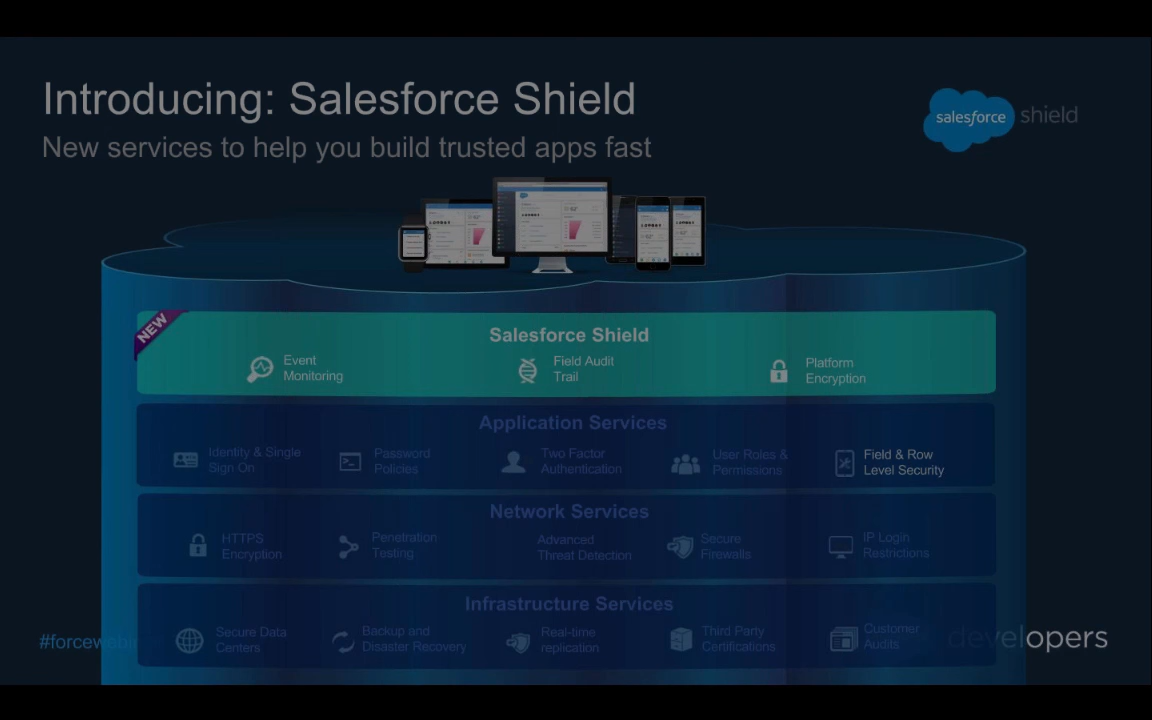 Introducing: Salesforce Shield
New services to help you build trusted apps fast
salesforce shield
NEW
Salesforce Shield
Event
Monitoring
Field Audit
Trail
Platform
Encryption
Application Services
Identity & Single
Sign On
Password
Policies
Two Factor
Authentication
User Roles &
Permissions
Field & Row
Level Security
Network Services
HTTPS
Encryption
Penetration
Testing
Advanced
Threat Detection
Secure
Firewalls
IP Login
Restrictions
Infrastructure Services
Secure Data
Centers
Backup and
Disaster Recovery
Real-time
replication
Third Party
Certifications
Customer
Audits
developers